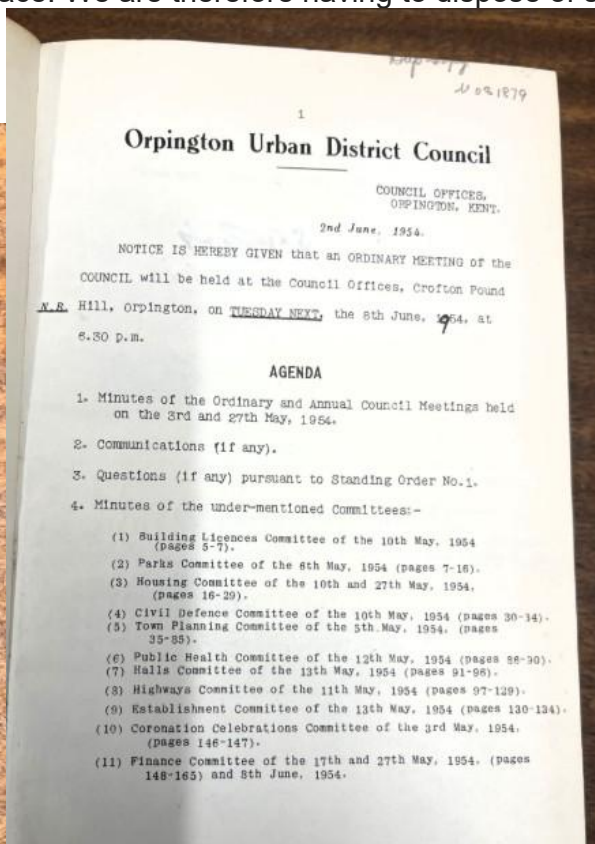 We are therefore having to dispose of
N 081879
1
Orpington Urban District Council
COUNCIL OFFICES,
ORPINGTON, KENT.
2nd June, 1954.
NOTICE IS HEREBY GIVEN that an ORDINARY MEETING of the
COUNCIL will be held at the Council Offices, Crofton Pound
N.B. Hill, Orpington, on TUESDAY NEXT, the 8th June, 1954, at
6.30 p.m.
AGENDA
1. Minutes of the Ordinary and Annual Council Meetings held
on the 3rd and 27th May, 1954.
2. Communications (if any).
3. Questions (if any) pursuant to Standing Order No.1.
4. Minutes of the under-mentioned Committees:-
(1) Building Licences Committee of the 10th May, 1954
(pages 5-7).
(2) Parks Committee of the 6th May, 1954 (pages 7-16).
(3) Housing Committee of the 10th and 27th May, 1954,
(pages 16-29).
(4) Civil Defence Committee of the 10th May, 1954 (pages 30-34).
(5) Town Planning Committee of the 5th May, 1954, (pages
35-85).
(6) Public Health Committee of the 12th May, 1954 (pages 86-90).
(7) Halls Committee of the 13th May, 1954 (pages 91-96).
(8) Highways Committee of the 11th May, 1954 (pages 97-129).
(9) Establishment Committee of the 13th May, 1954 (pages 130-134).
(10) Coronation Celebrations Committee of the 3rd May, 1954,
(pages 146-147).
(11) Finance Committee of the 17th and 27th May, 1954, (pages
148-165) and 8th June, 1954.